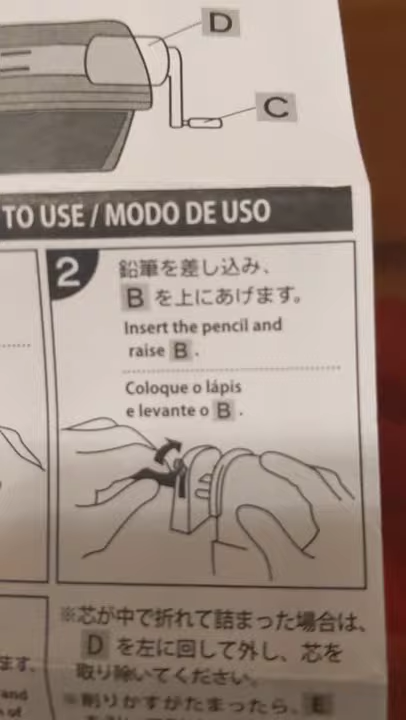 D
C
TO USE / MODO DE USO
2
鉛筆を差し込み、
B を上にあげます。
Insert the pencil and
raise B .
Coloque o lápis
e levante o B .
※芯が中で折れて詰まった場合は、
D を左に回して外し、芯を
取り除いてください。
※削りかすがたまったら、 E
ます、
and
of